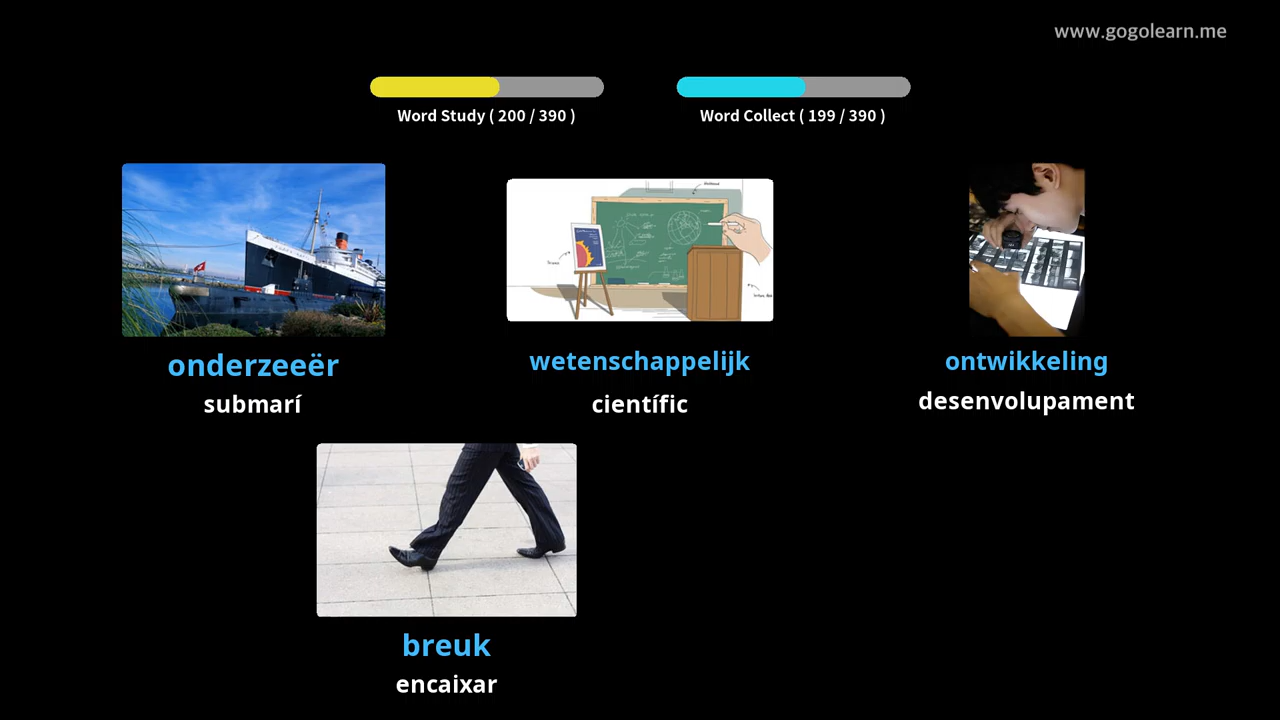 www.gogolearn.me
Word Study ( 200 / 390 )
Word Collect ( 199 / 390 )
onderzeeër
submarí
wetenschappelijk
científic
ontwikkeling
desenvolupament
breuk
encaixar